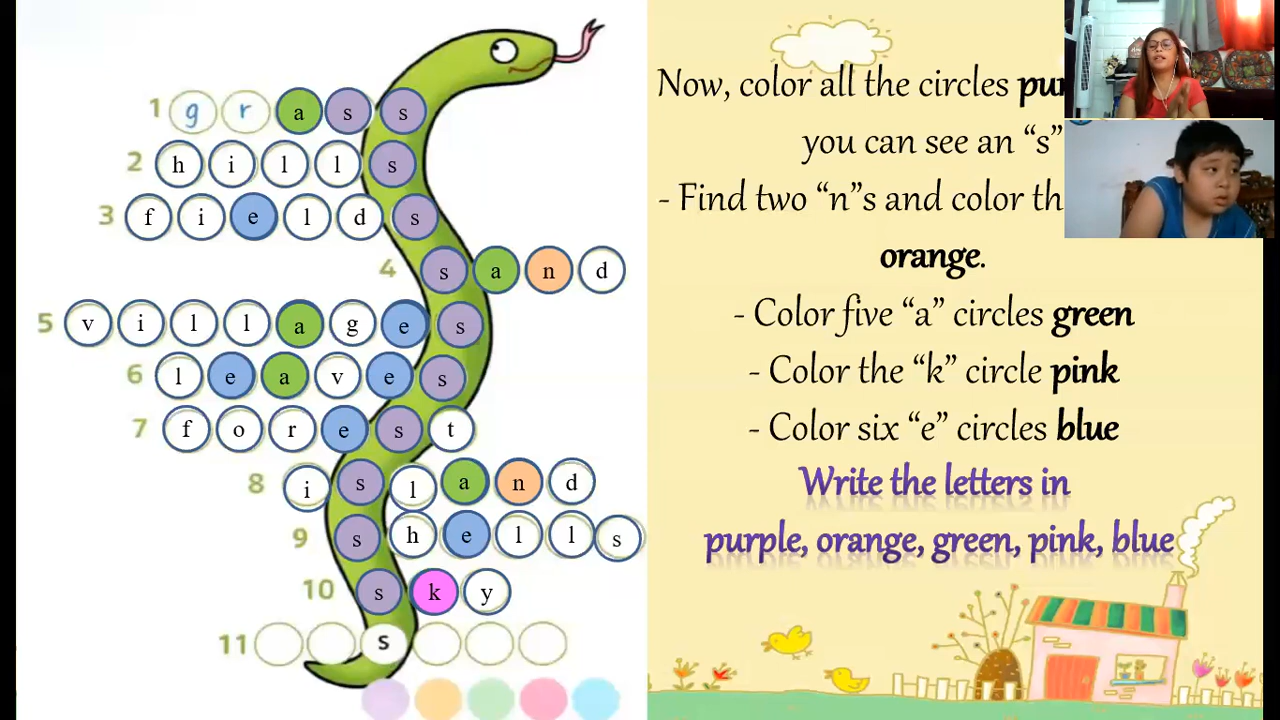 1 g r a s s
2 h i l l s
3 f i e l d s
4 s a n d
5 v i l l a g e s
6 l e a v e s
7 f o r e s t
8 i s l a n d
9 s h e l l s
10 s k y
11 s
Now, color all the circles
you can see an “s”
- Find two “n”s and color
orange.
- Color five “a” circles green
- Color the “k” circle pink
- Color six “e” circles blue
Write the letters in
purple, orange, green, pink, blue